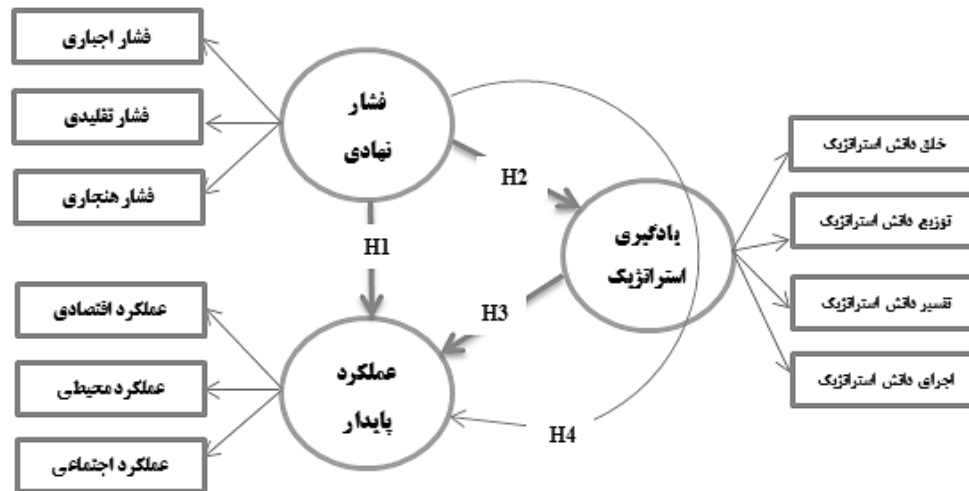 فشار اجباری
فشار تقلیدی
فشار هنجاری
فشار
نهادی
H2
H1
یادگیری
استراتژیک
خلق دانش استراتژیک
توزیع دانش استراتژیک
تفسیر دانش استراتژیک
اجرای دانش استراتژیک
H3
عملکرد
پایدار
H4
عملکرد اقتصادی
عملکرد محیطی
عملکرد اجتماعی